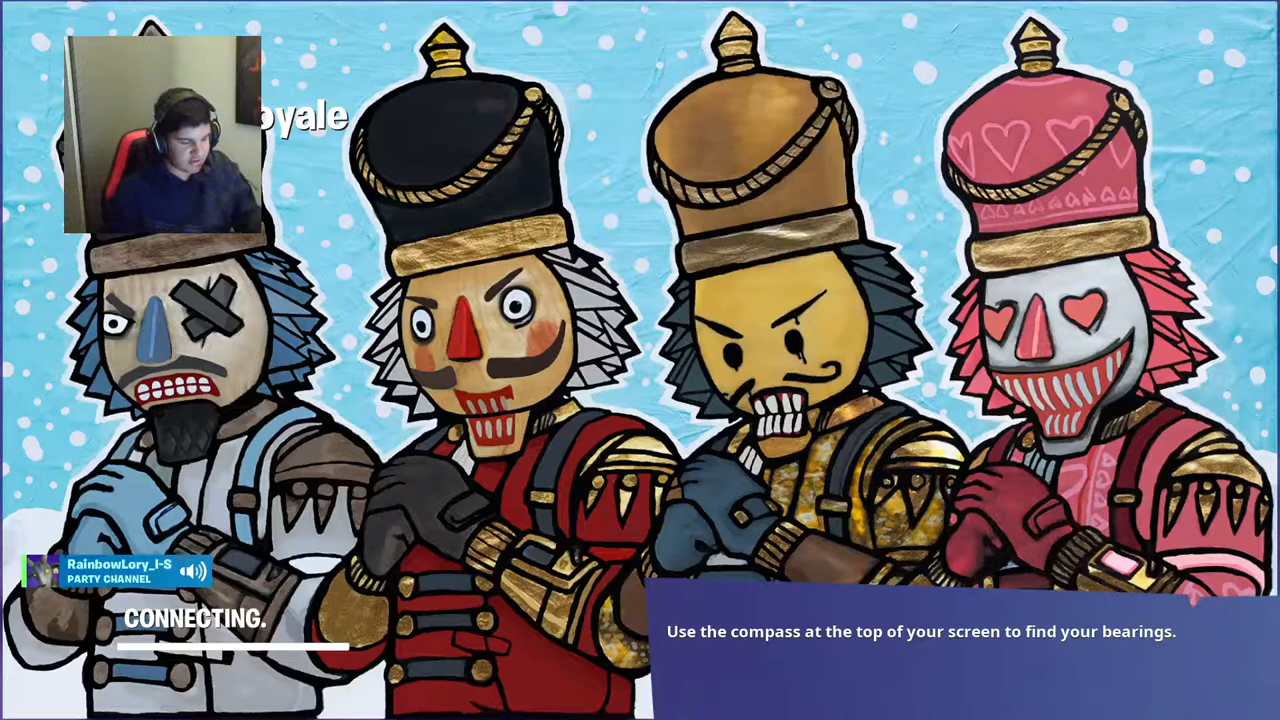 oyale
RainbowLory_I-S
PARTY CHANNEL
CONNECTING.
Use the compass at the top of your screen to find your bearings.